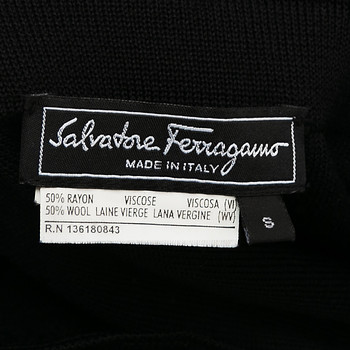 Salvatore Ferragamo
MADE IN ITALY
50% RAYON VISCOSE VISCOSA (VI)
50% WOOL LAINE VIERGE LANA VERGINE (WV)
R.N 136180843
S